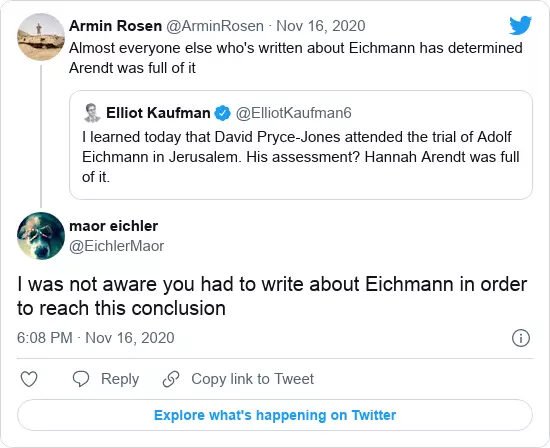 Armin Rosen @ArminRosen · Nov 16, 2020
Almost everyone else who's written about Eichmann has determined
Arendt was full of it
Elliot Kaufman @ElliotKaufman6
I learned today that David Pryce-Jones attended the trial of Adolf
Eichmann in Jerusalem. His assessment? Hannah Arendt was full
of it.
maor eichler
@EichlerMaor
I was not aware you had to write about Eichmann in order
to reach this conclusion
6:08 PM · Nov 16, 2020
Reply Copy link to Tweet
Explore what's happening on Twitter